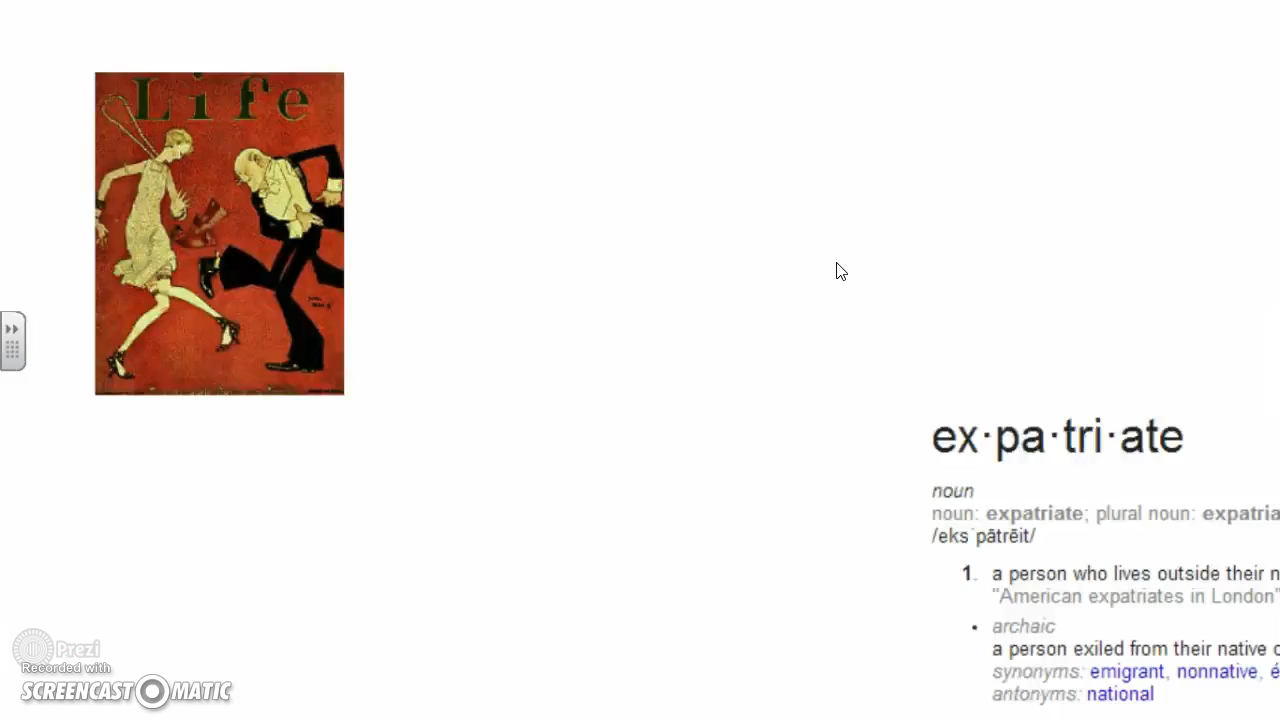 Life
ex·pa·tri·ate
noun
noun: expatriate; plural noun: expatria
/eksˈpātrēit/
1. a person who lives outside their n
"American expatriates in London"
• archaic
a person exiled from their native c
synonyms: emigrant, nonnative, é
antonyms: national
Prezi
Recorded with
SCREENCAST O MATIC